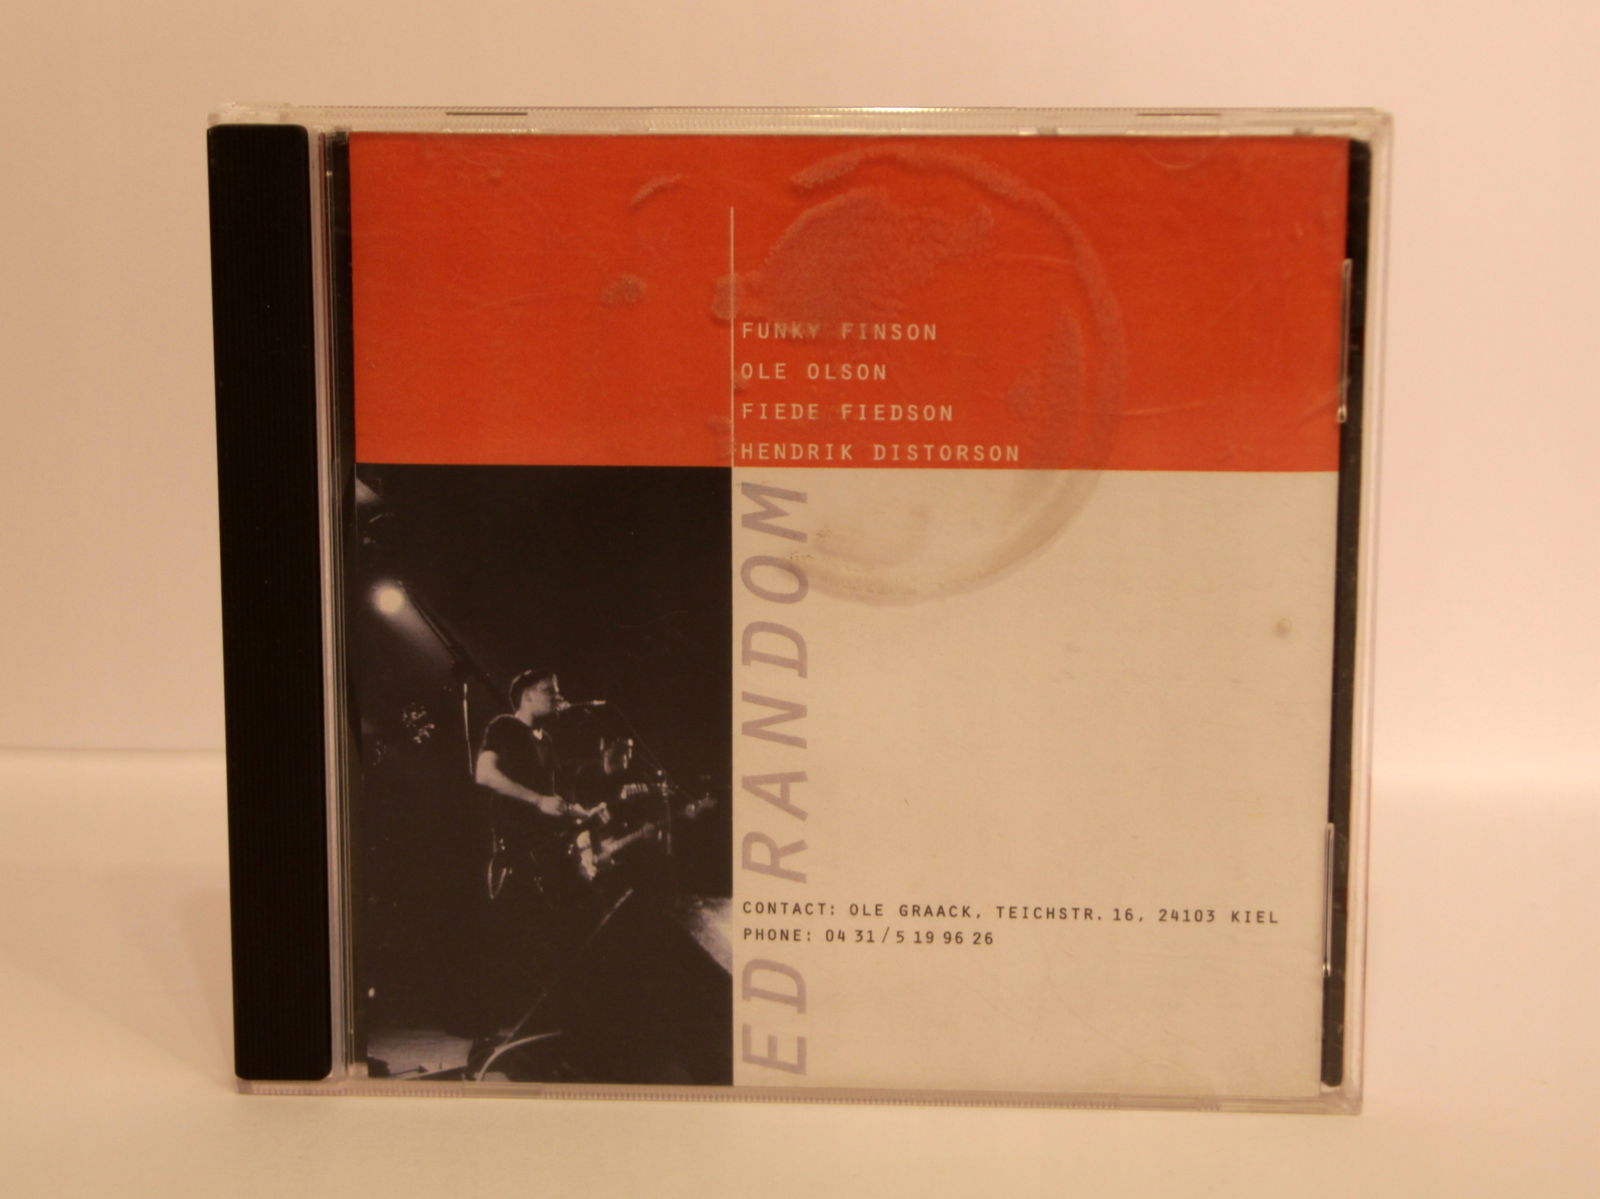 FUNKY FINSON
OLE OLSON
FIEDE FIEDSON
HENDRIK DISTORSON
ED RANDOM
CONTACT: OLE GRAACK, TEICHSTR. 16, 24103 KIEL
PHONE: 04 31/5 19 96 26